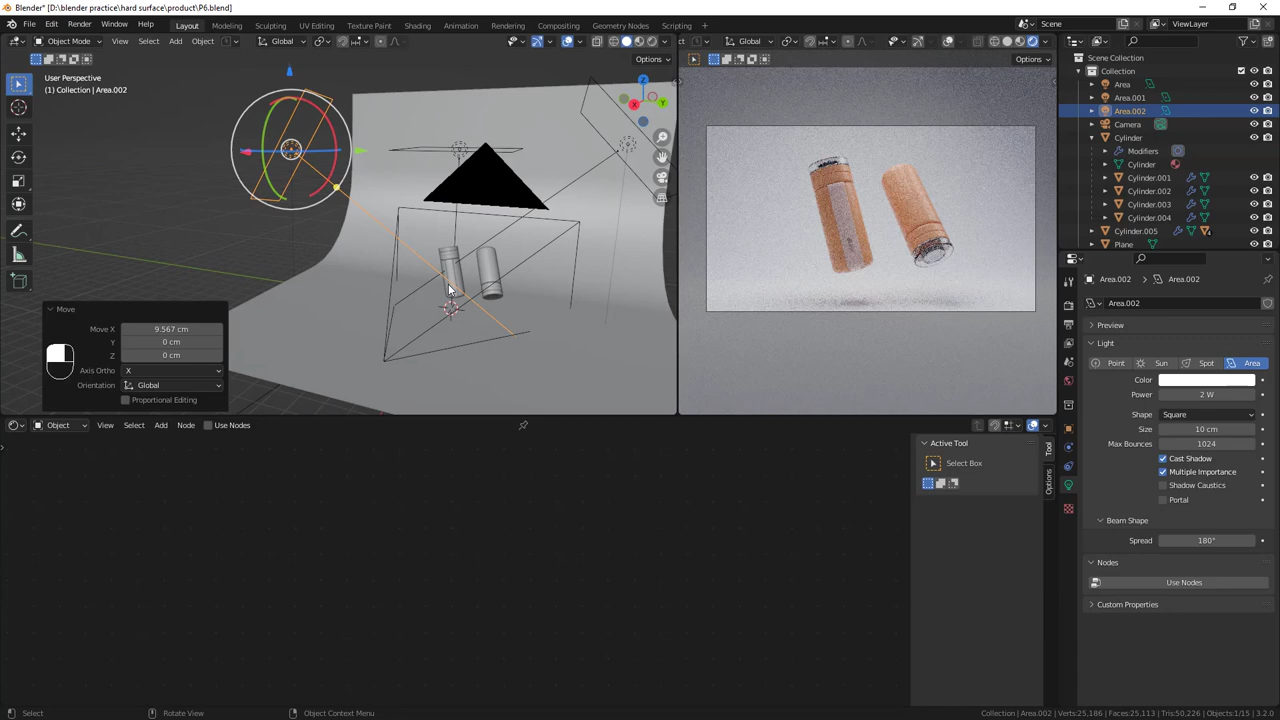 Blender* [D:\blender practice\hard surface\product\P6.blend]
File Edit Render Window Help Layout Modeling Sculpting UV Editing Texture Paint Shading Animation Rendering Compositing Geometry Nodes Scripting + Scene ViewLayer
Object Mode View Select Add Object Global Global
Options Options
User Perspective
(1) Collection | Area.002
Z
Y
X
Scene Collection
Collection
Area
Area.001
Area.002
Camera
Cylinder
Modifiers
Cylinder
Cylinder.001
Cylinder.002
Cylinder.003
Cylinder.004
Cylinder.005
4
Plane
Move
Move X 9.567 cm
Y 0 cm
Z 0 cm
Axis Ortho X
Orientation Global
Proportional Editing
Area.002 Area.002
Area.002
Preview
Light
Point Sun Spot Area
Color
Power 2 W
Shape Square
Size 10 cm
Max Bounces 1024
Cast Shadow
Multiple Importance
Shadow Caustics
Portal
Beam Shape
Spread 180°
Nodes
Use Nodes
Custom Properties
Object View Select Add Node Use Nodes
Active Tool
Select Box
Tool
Options
Select Rotate View Object Context Menu Collection | Area.002 | Verts:25,186 | Faces:25,113 | Tris:50,226 | Objects:1/15 | 3.2.0